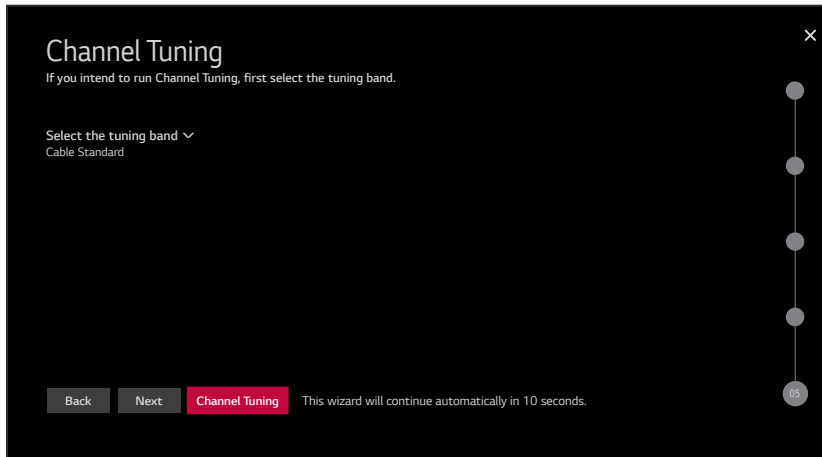 Channel Tuning
If you intend to run Channel Tuning, first select the tuning band.
Select the tuning band
Cable Standard
Back
Next
Channel Tuning
This wizard will continue automatically in 10 seconds.
05